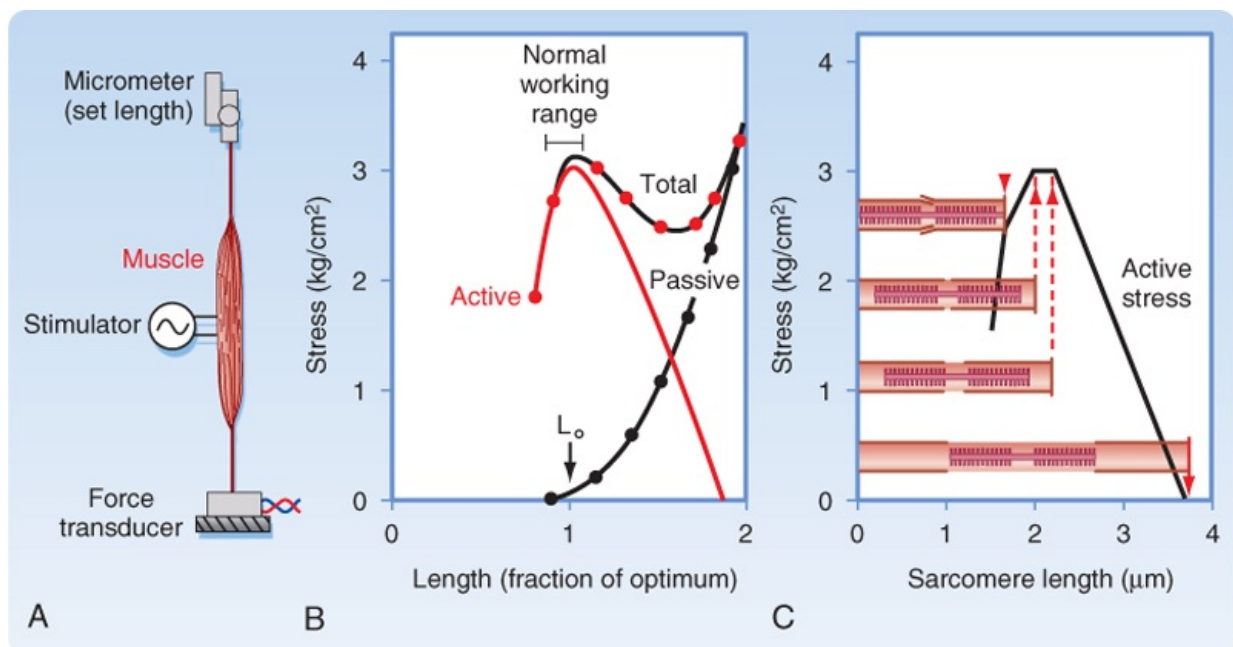 Micrometer
(set length)
Muscle
Stimulator
Force
transducer
A
4
3
2
1
0
Stress (kg/cm²)
Normal
working
range
Total
Active
Passive
Lₒ
0
1
2
Length (fraction of optimum)
B
4
3
2
1
0
Stress (kg/cm²)
Active
stress
0
1
2
3
4
Sarcomere length (μm)
C